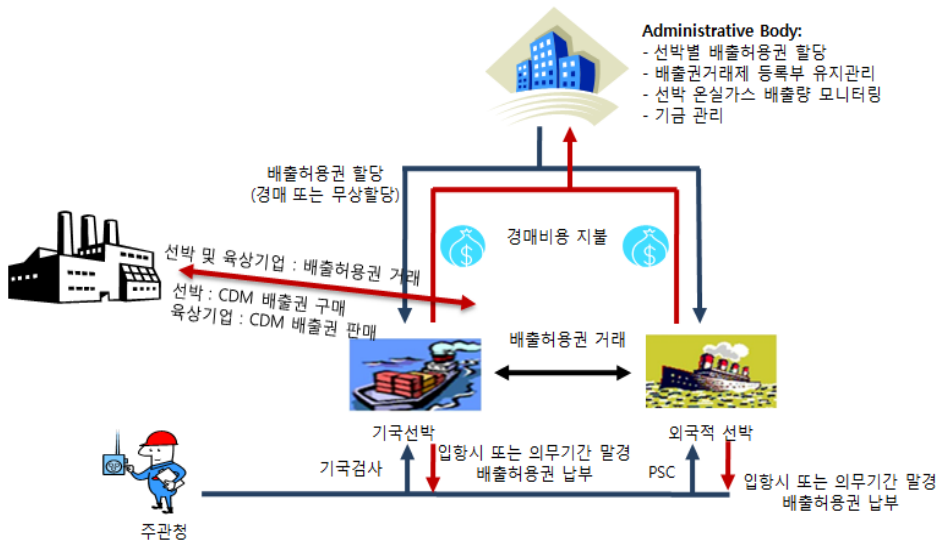 Administrative Body:
- 선박별 배출허용권 할당
- 배출권거래제 등록부 유지관리
- 선박 온실가스 배출량 모니터링
- 기금 관리
배출허용권 할당
(경매 또는 무상할당)
경매비용 지불
$
$
선박 및 육상기업 : 배출허용권 거래
선박 : CDM 배출권 구매
육상기업 : CDM 배출권 판매
배출허용권 거래
기국선박
외국적 선박
기국검사
입항시 또는 의무기간 말경
배출허용권 납부
PSC
입항시 또는 의무기간 말경
배출허용권 납부
주관청